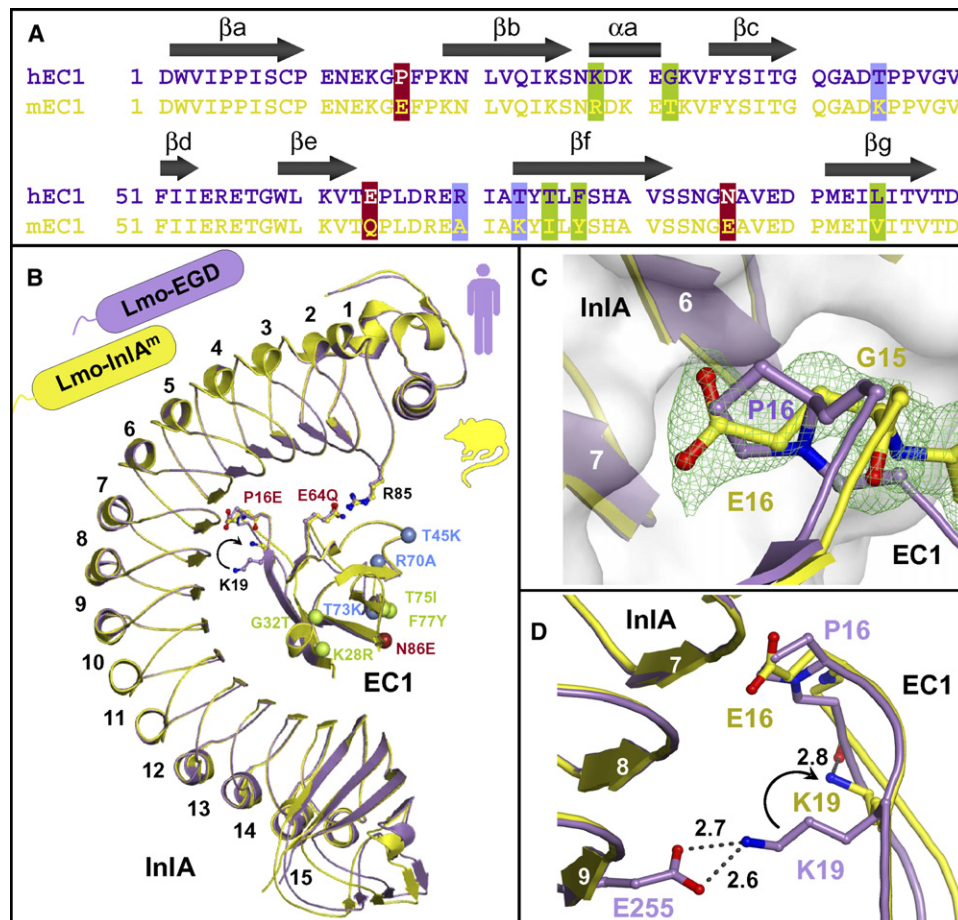 A
βa βb αa βc
hEC1 1 DWVIPPISCP ENEKGPFPKN LVQIKSNKDK EGKVFYSITG QGADTPPVGV
mEC1 1 DWVIPPISCP ENEKGEFPKN LVQIKSNRDK ETKVFYSITG QGADKPPVGV
βd βe βf βg
hEC1 51 FIIERETGWL KVTEPLDRER IATYTLFSHA VSSNGNAVED PMEILITVTD
mEC1 51 FIIERETGWL KVTQPLDREA IAKYILYSHA VSSNGEAVED PMEIVITVTD
B
Lmo-EGD
Lmo-InlAᵐ
1
2
3
4
5
6
7
8
9
10
11
12
13
14
15
P16E
E64Q
R85
K19
T45K
R70A
T75I
T73K
F77Y
G32T
K28R
N86E
EC1
InlA
C
InlA
6
7
G15
P16
E16
EC1
D
InlA
7
8
9
P16
EC1
E16
2.8
K19
K19
2.7
2.6
E255